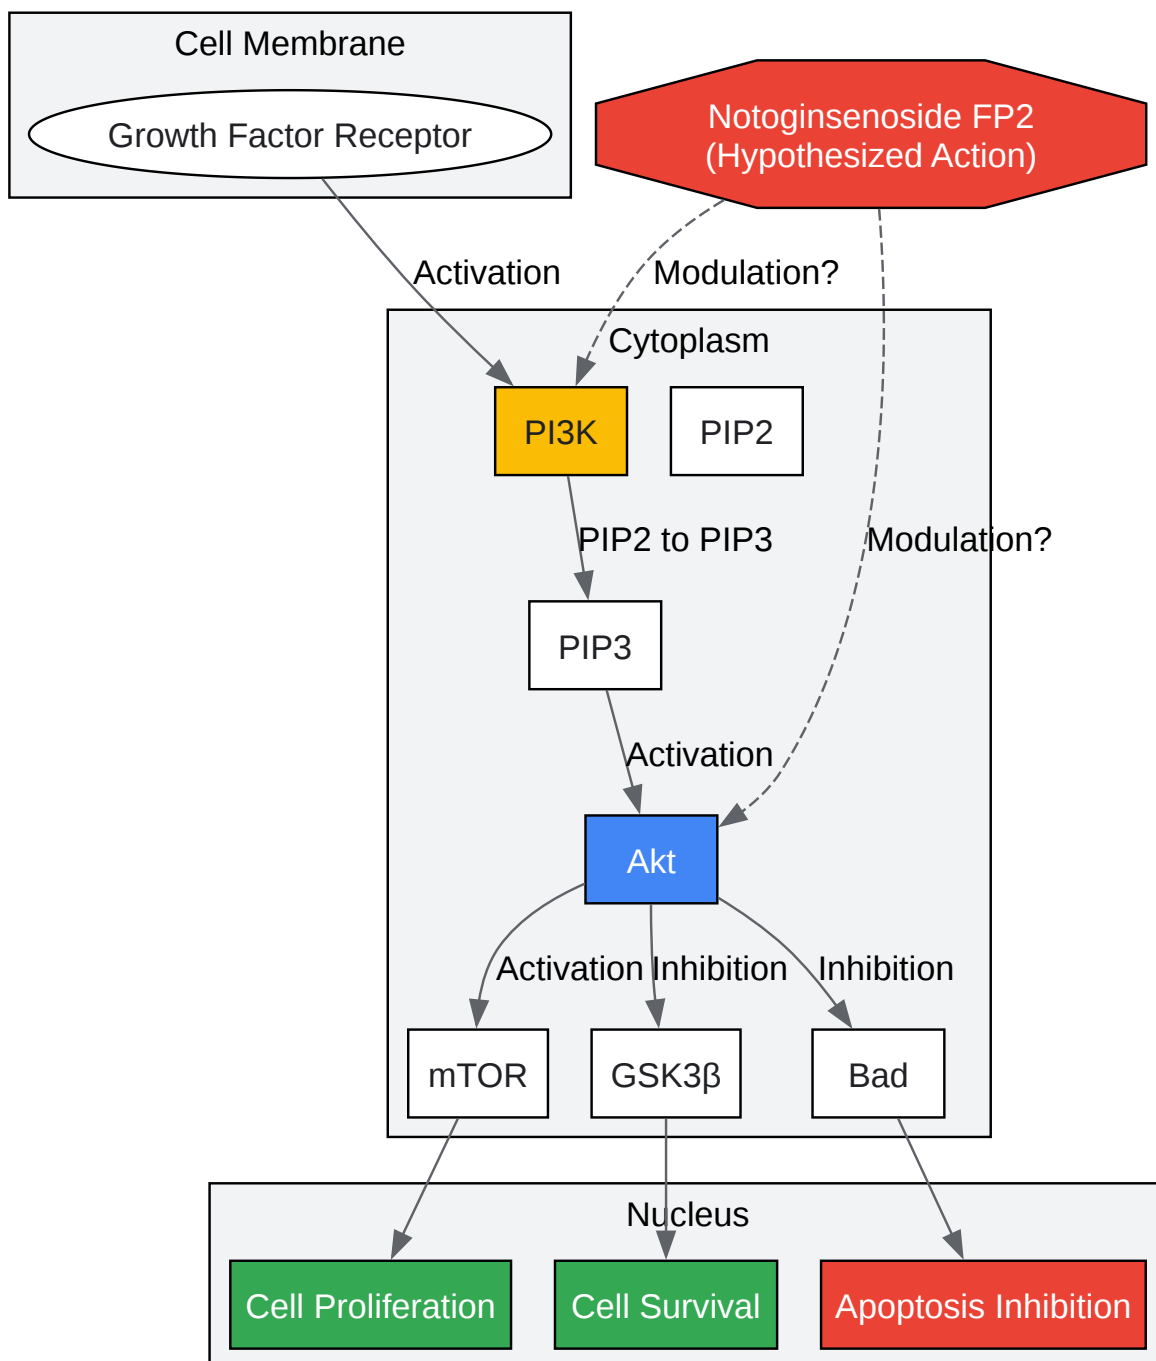 Cell Membrane
Growth Factor Receptor
Notoginsenoside FP2
(Hypothesized Action)
Activation
Modulation?
Cytoplasm
PI3K
PIP2
PIP2 to PIP3
Modulation?
PIP3
Activation
Akt
Activation
Inhibition
Inhibition
mTOR
GSK3β
Bad
Nucleus
Cell Proliferation
Cell Survival
Apoptosis Inhibition